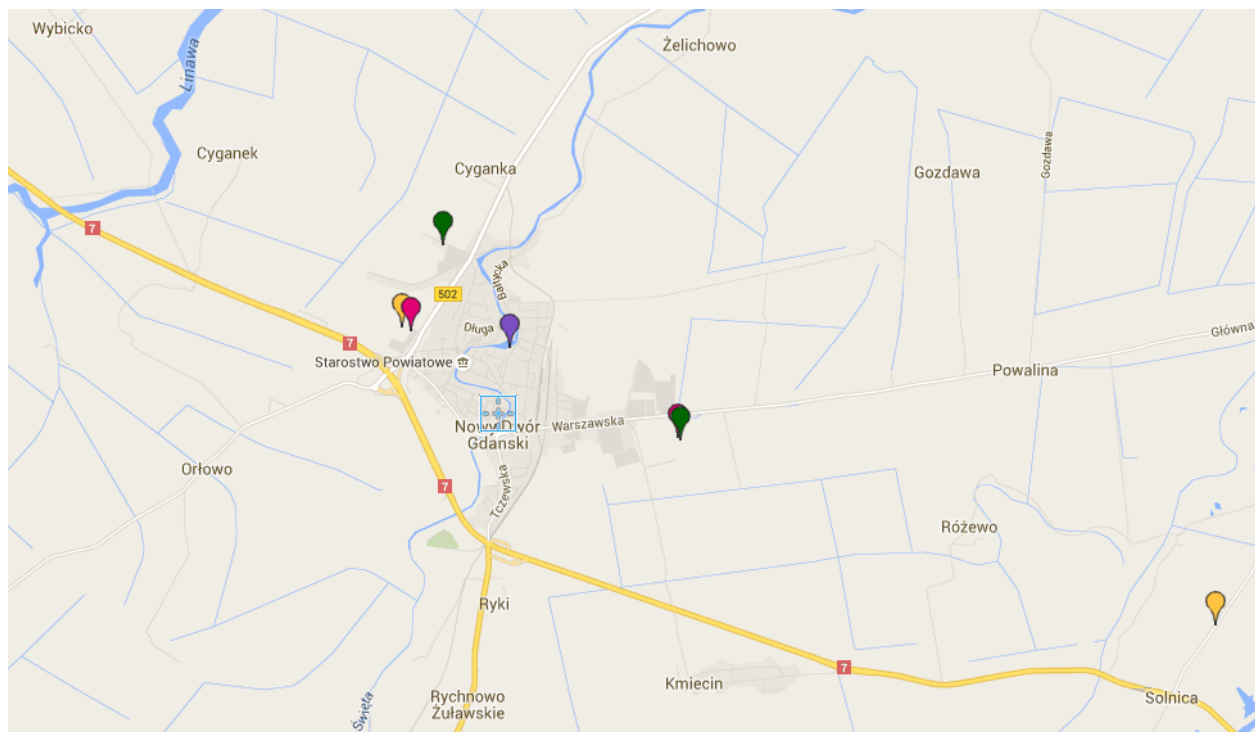 Wybicko
Żelichowo
Linawa
Cyganek
Cyganka
Gozdawa
Gozdawa
7
Bałtycka
502
Długa
Główna
7
Starostwo Powiatowe
Powalina
Warszawska
Nowy Dwór
Gdański
Orłowo
Tczewska
7
Różewo
Ryki
7
Kmiecin
Rychnowo
Żuławskie
Solnica
Święta